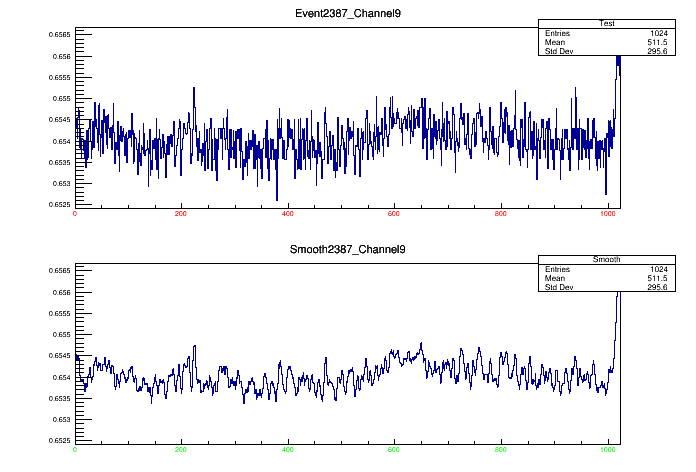 Event2387_Channel9
Test
Entries 1024
Mean 511.5
Std Dev 295.6
0.6565
0.656
0.6555
0.655
0.6545
0.654
0.6535
0.653
0.6525
0 200 400 600 800 1000
Smooth2387_Channel9
Smooth
Entries 1024
Mean 511.5
Std Dev 295.6
0.6565
0.656
0.6555
0.655
0.6545
0.654
0.6535
0.653
0.6525
0 200 400 600 800 1000